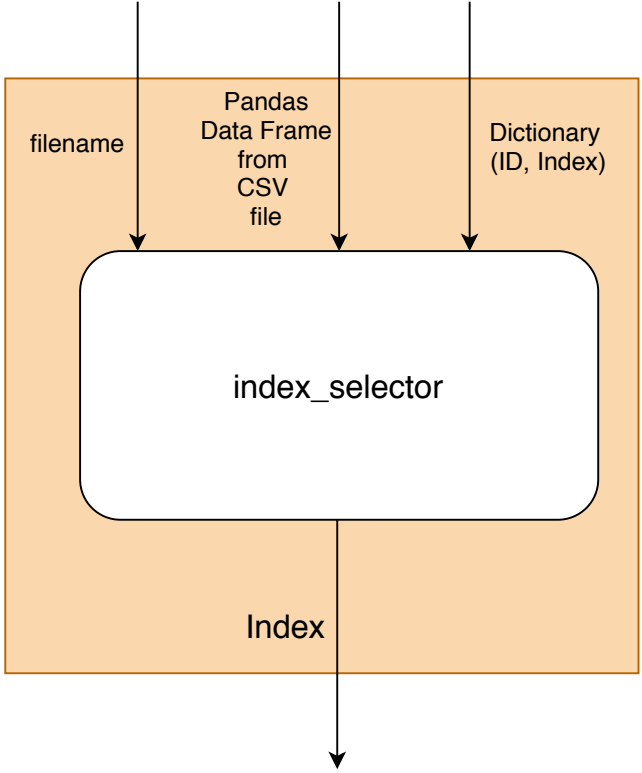 filename
Pandas
Data Frame
from
CSV
file
Dictionary
(ID, Index)
index_selector
Index